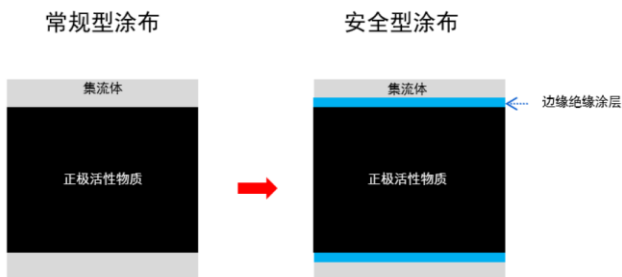 常规型涂布
安全型涂布
集流体
集流体
边缘绝缘涂层
正极活性物质
正极活性物质